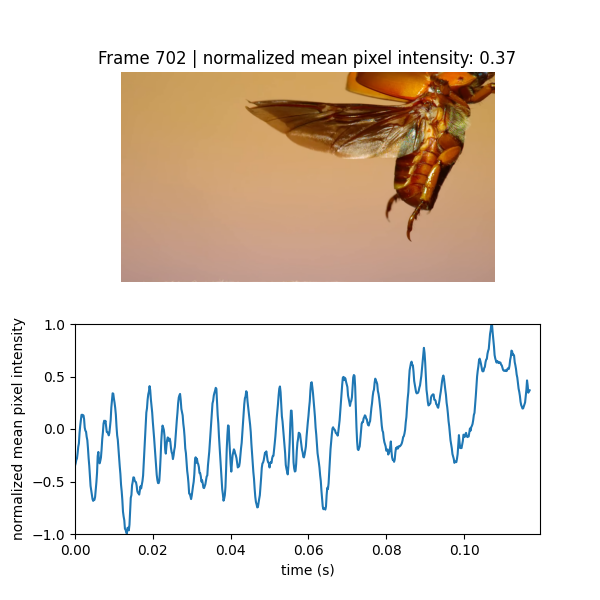 Frame 702 | normalized mean pixel intensity: 0.37
1.0
0.5
0.0
−0.5
−1.0
normalized mean pixel intensity
0.00 0.02 0.04 0.06 0.08 0.10
time (s)